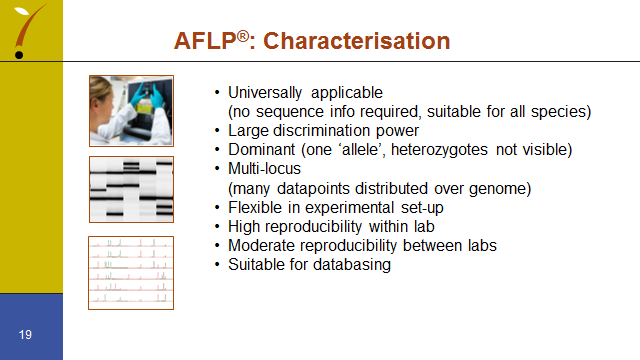 AFLP®: Characterisation
• Universally applicable
(no sequence info required, suitable for all species)
• Large discrimination power
• Dominant (one ‘allele’, heterozygotes not visible)
• Multi-locus
(many datapoints distributed over genome)
• Flexible in experimental set-up
• High reproducibility within lab
• Moderate reproducibility between labs
• Suitable for databasing
19